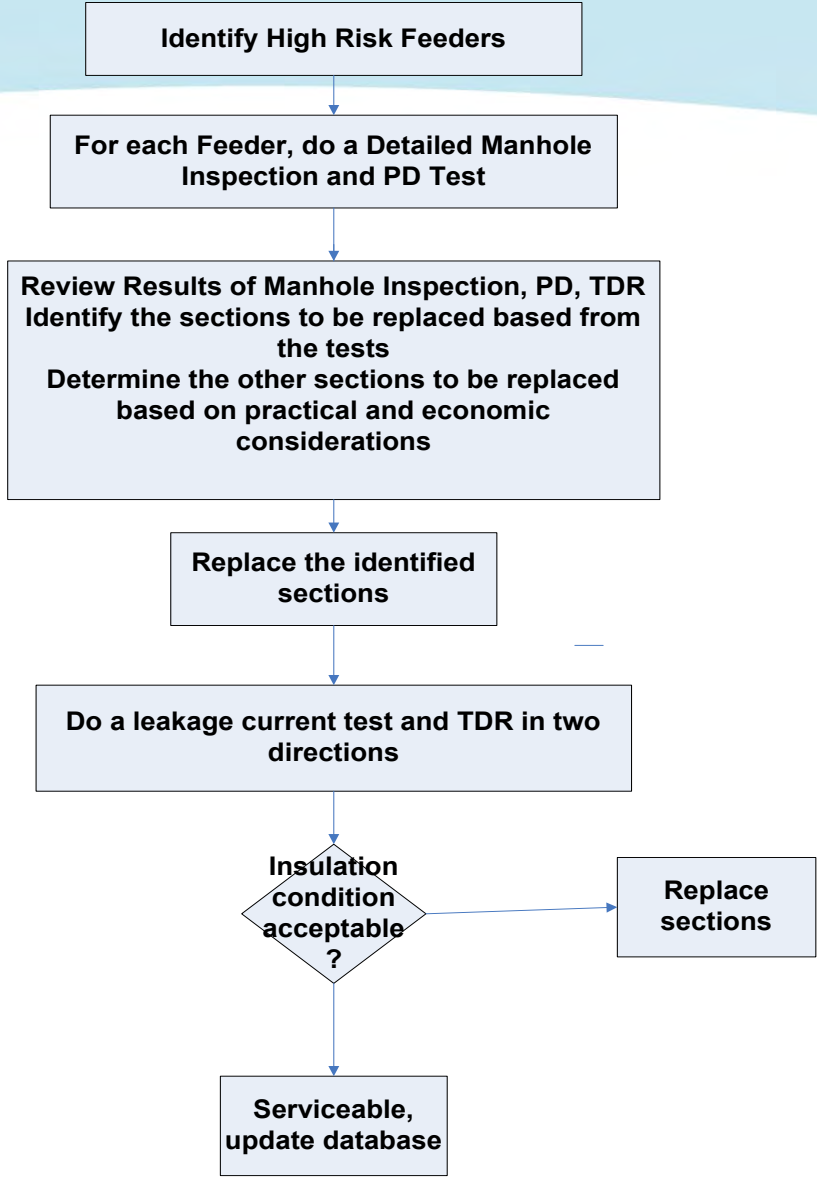 Identify High Risk Feeders
For each Feeder, do a Detailed Manhole
Inspection and PD Test
Review Results of Manhole Inspection, PD, TDR
Identify the sections to be replaced based from
the tests
Determine the other sections to be replaced
based on practical and economic
considerations
Replace the identified
sections
Do a leakage current test and TDR in two
directions
Insulation
condition
acceptable
?
Replace
sections
Serviceable,
update database